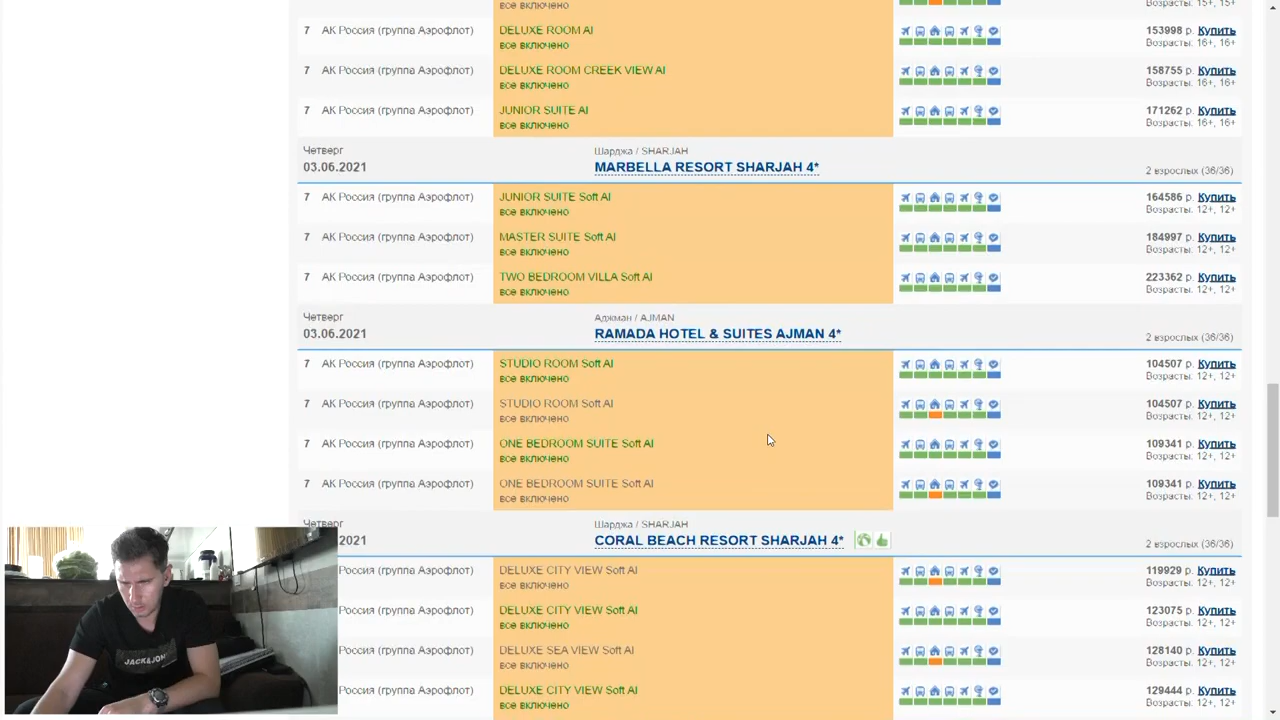 все включено
15+, 15+
7 АК Россия (группа Аэрофлот) DELUXE ROOM AI 153998 р. Купить
все включено Возрасты: 16+, 16+
7 АК Россия (группа Аэрофлот) DELUXE ROOM CREEK VIEW AI 158755 р. Купить
все включено Возрасты: 16+, 16+
7 АК Россия (группа Аэрофлот) JUNIOR SUITE AI 171262 р. Купить
все включено Возрасты: 16+, 16+
Четверг Шарджа / SHARJAH
03.06.2021 MARBELLA RESORT SHARJAH 4* 2 взрослых (36/36)
7 АК Россия (группа Аэрофлот) JUNIOR SUITE Soft AI 164586 р. Купить
все включено Возрасты: 12+, 12+
7 АК Россия (группа Аэрофлот) MASTER SUITE Soft AI 184997 р. Купить
все включено Возрасты: 12+, 12+
7 АК Россия (группа Аэрофлот) TWO BEDROOM VILLA Soft AI 223362 р. Купить
все включено Возрасты: 12+, 12+
Четверг Аджман / AJMAN
03.06.2021 RAMADA HOTEL & SUITES AJMAN 4* 2 взрослых (36/36)
7 АК Россия (группа Аэрофлот) STUDIO ROOM Soft AI 104507 р. Купить
все включено Возрасты: 12+, 12+
7 АК Россия (группа Аэрофлот) STUDIO ROOM Soft AI 104507 р. Купить
все включено Возрасты: 12+, 12+
7 АК Россия (группа Аэрофлот) ONE BEDROOM SUITE Soft AI 109341 р. Купить
все включено Возрасты: 12+, 12+
7 АК Россия (группа Аэрофлот) ONE BEDROOM SUITE Soft AI 109341 р. Купить
все включено Возрасты: 12+, 12+
Шарджа / SHARJAH
2021 CORAL BEACH RESORT SHARJAH 4* 2 взрослых (36/36)
Россия (группа Аэрофлот) DELUXE CITY VIEW Soft AI 119929 р. Купить
все включено Возрасты: 12+, 12+
Россия (группа Аэрофлот) DELUXE CITY VIEW Soft AI 123075 р. Купить
все включено Возрасты: 12+, 12+
Россия (группа Аэрофлот) DELUXE SEA VIEW Soft AI 128140 р. Купить
все включено Возрасты: 12+, 12+
Россия (группа Аэрофлот) DELUXE CITY VIEW Soft AI 129444 р. Купить
все включено Возрасты: 12+, 12+
JACK&JONES